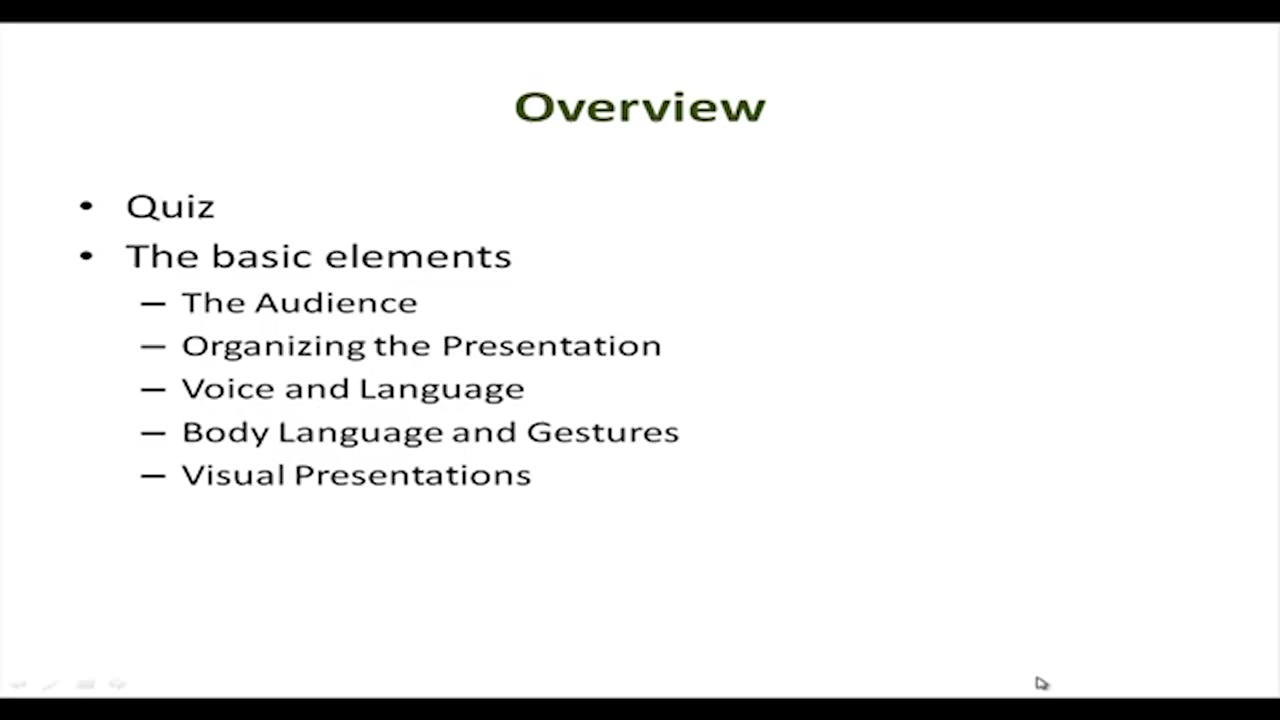 Overview
• Quiz
• The basic elements
– The Audience
– Organizing the Presentation
– Voice and Language
– Body Language and Gestures
– Visual Presentations